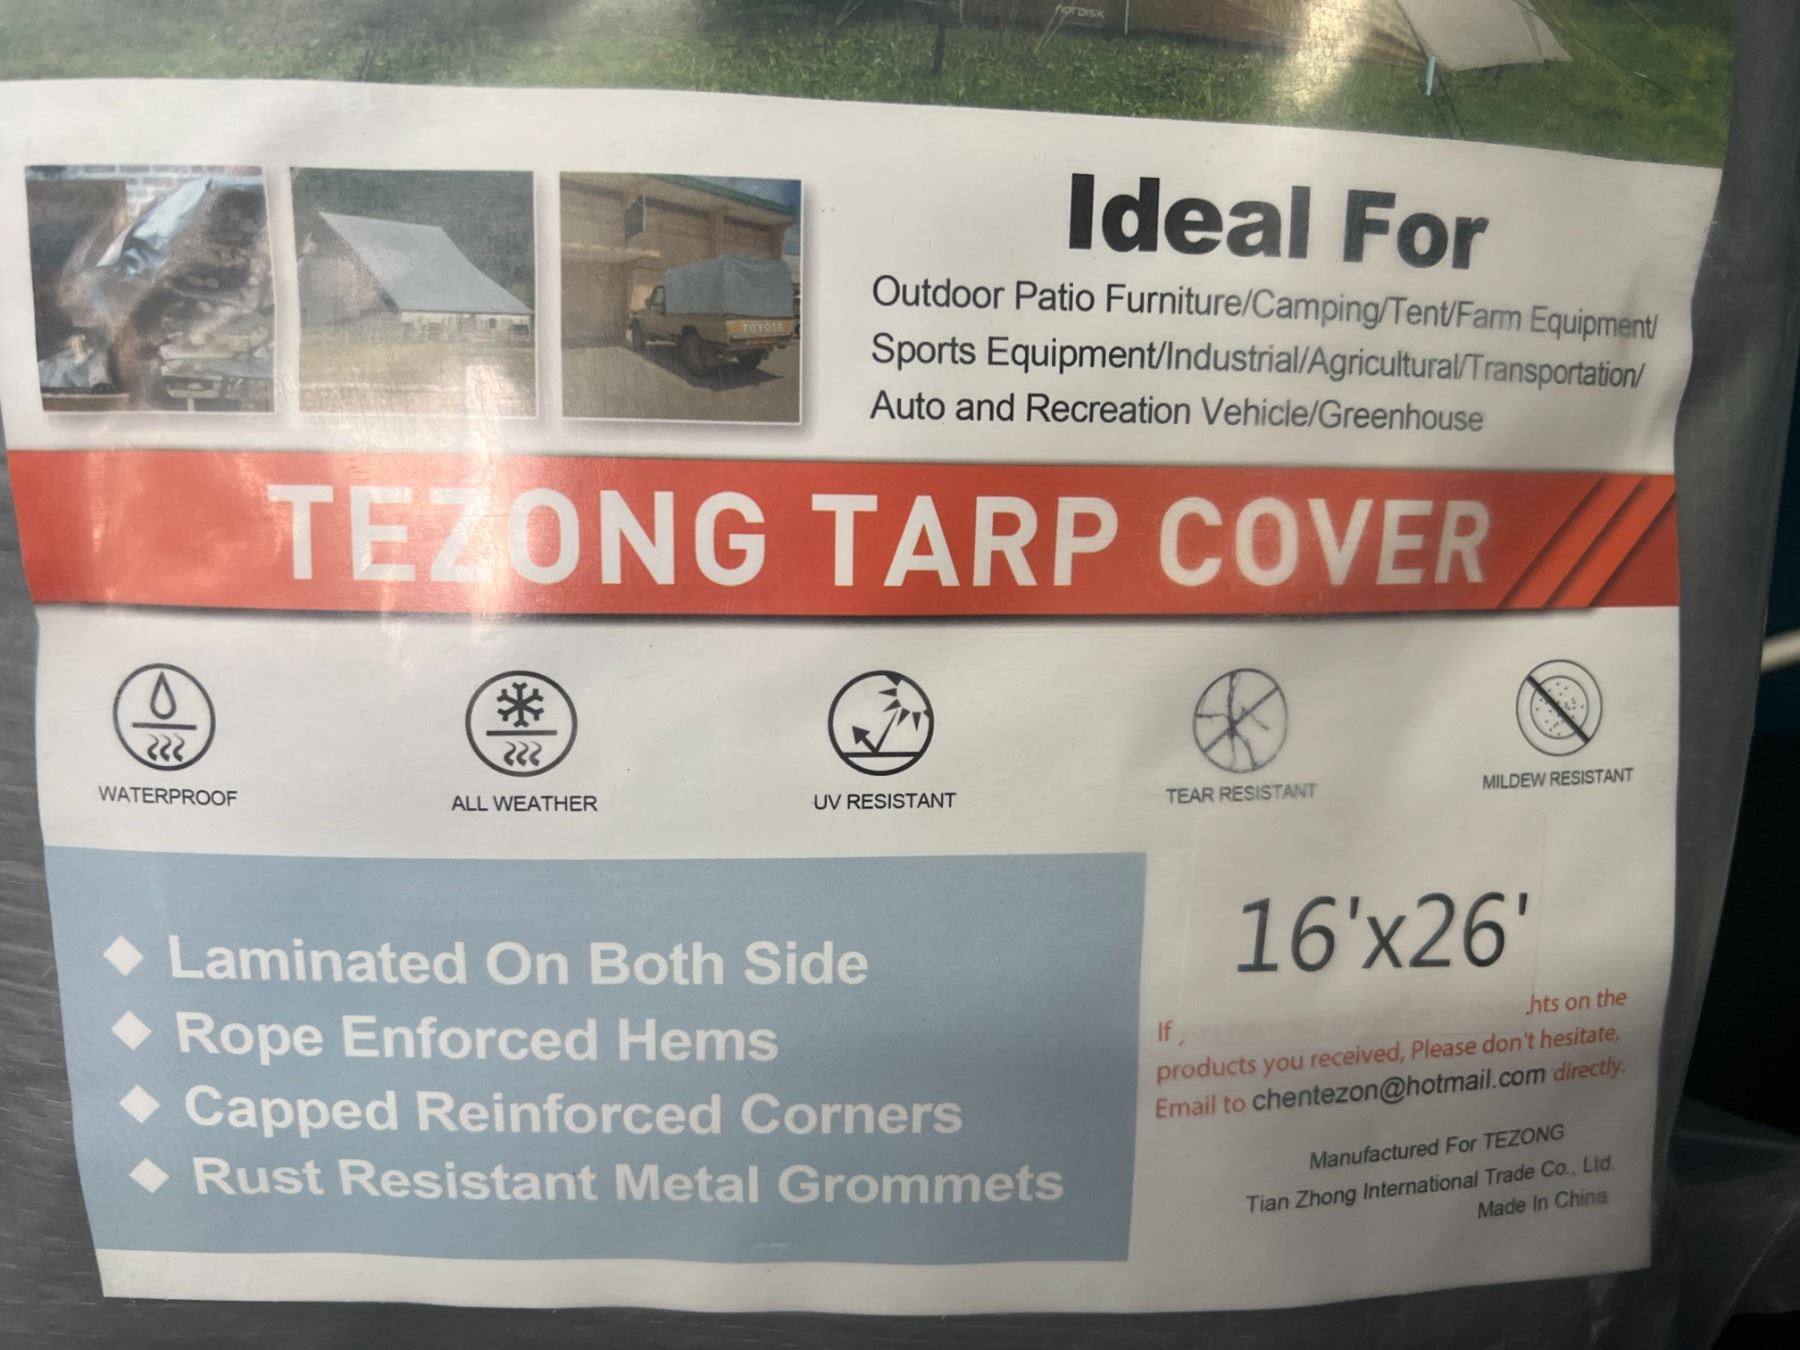 nordisk
TOYOTA
Ideal For
Outdoor Patio Furniture/Camping/Tent/Farm Equipment/
Sports Equipment/Industrial/Agricultural/Transportation/
Auto and Recreation Vehicle/Greenhouse
TEZONG TARP COVER
WATERPROOF
ALL WEATHER
UV RESISTANT
TEAR RESISTANT
MILDEW RESISTANT
Laminated On Both Side
Rope Enforced Hems
Capped Reinforced Corners
Rust Resistant Metal Grommets
16'x26'
If hts on the
products you received, Please don't hesitate,
Email to chentezon@hotmail.com directly.
Manufactured For TEZONG
Tian Zhong International Trade Co., Ltd.
Made In China